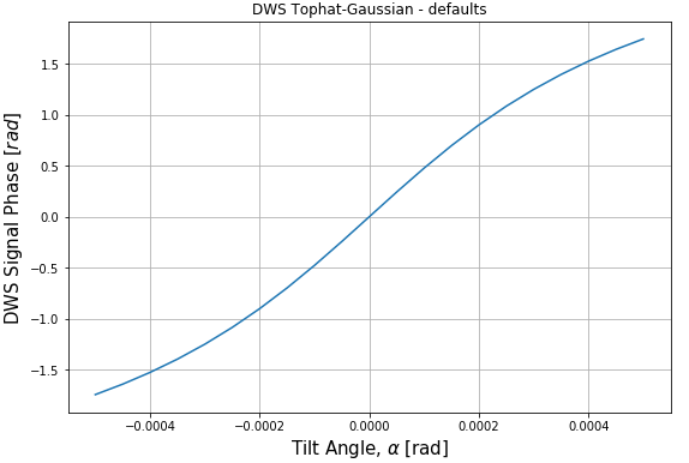 DWS Tophat-Gaussian - defaults
DWS Signal Phase [rad]
1.5
1.0
0.5
0.0
−0.5
−1.0
−1.5
−0.0004 −0.0002 0.0000 0.0002 0.0004
Tilt Angle, α [rad]